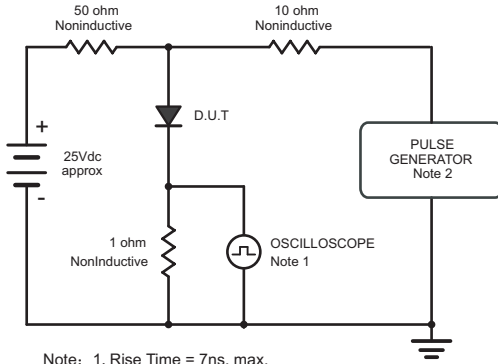 50 ohm
Noninductive
10 ohm
Noninductive
D.U.T
+
25Vdc
approx
-
PULSE
GENERATOR
Note 2
1 ohm
NonInductive
OSCILLOSCOPE
Note 1
Note: 1. Rise Time = 7ns, max.